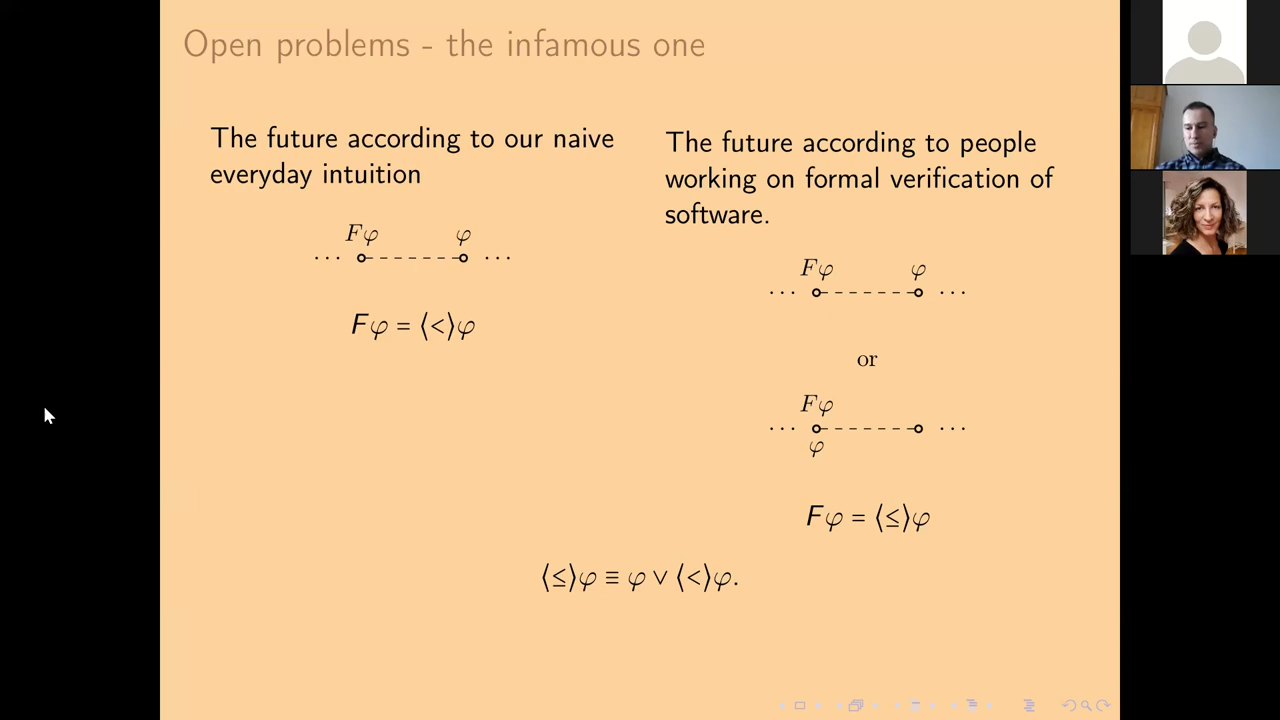 Open problems - the infamous one
The future according to our naive
everyday intuition
Fφ φ
··· ···
Fφ = ⟨<⟩φ
The future according to people
working on formal verification of
software.
Fφ φ
··· ···
or
Fφ
··· ···
φ
Fφ = ⟨≤⟩φ
⟨≤⟩φ ≡ φ ∨ ⟨<⟩φ.